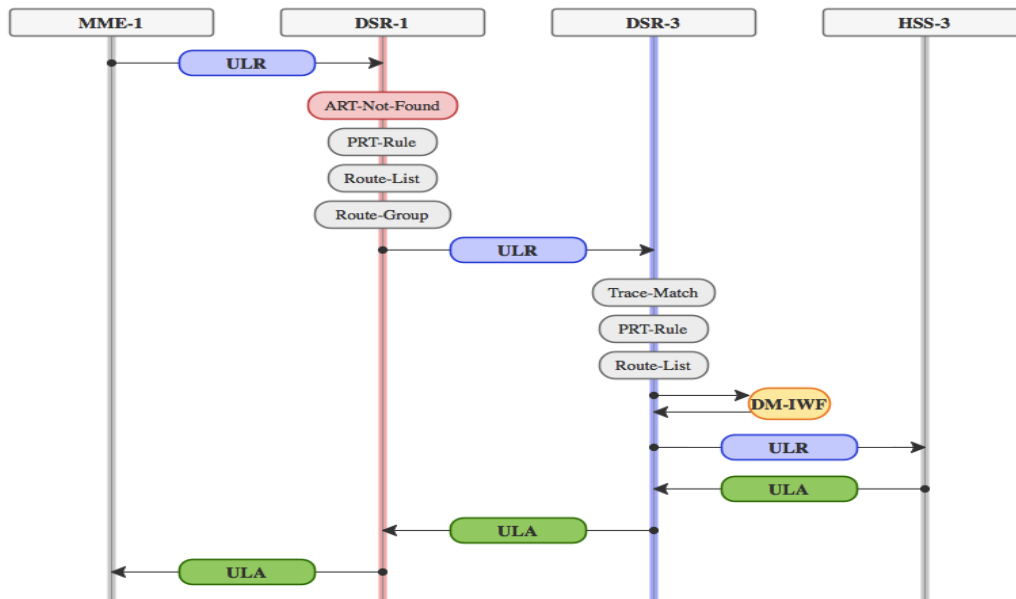 MME-1 DSR-1 DSR-3 HSS-3
ULR
ART-Not-Found
PRT-Rule
Route-List
Route-Group
ULR
Trace-Match
PRT-Rule
Route-List
DM-IWF
ULR
ULA
ULA
ULA